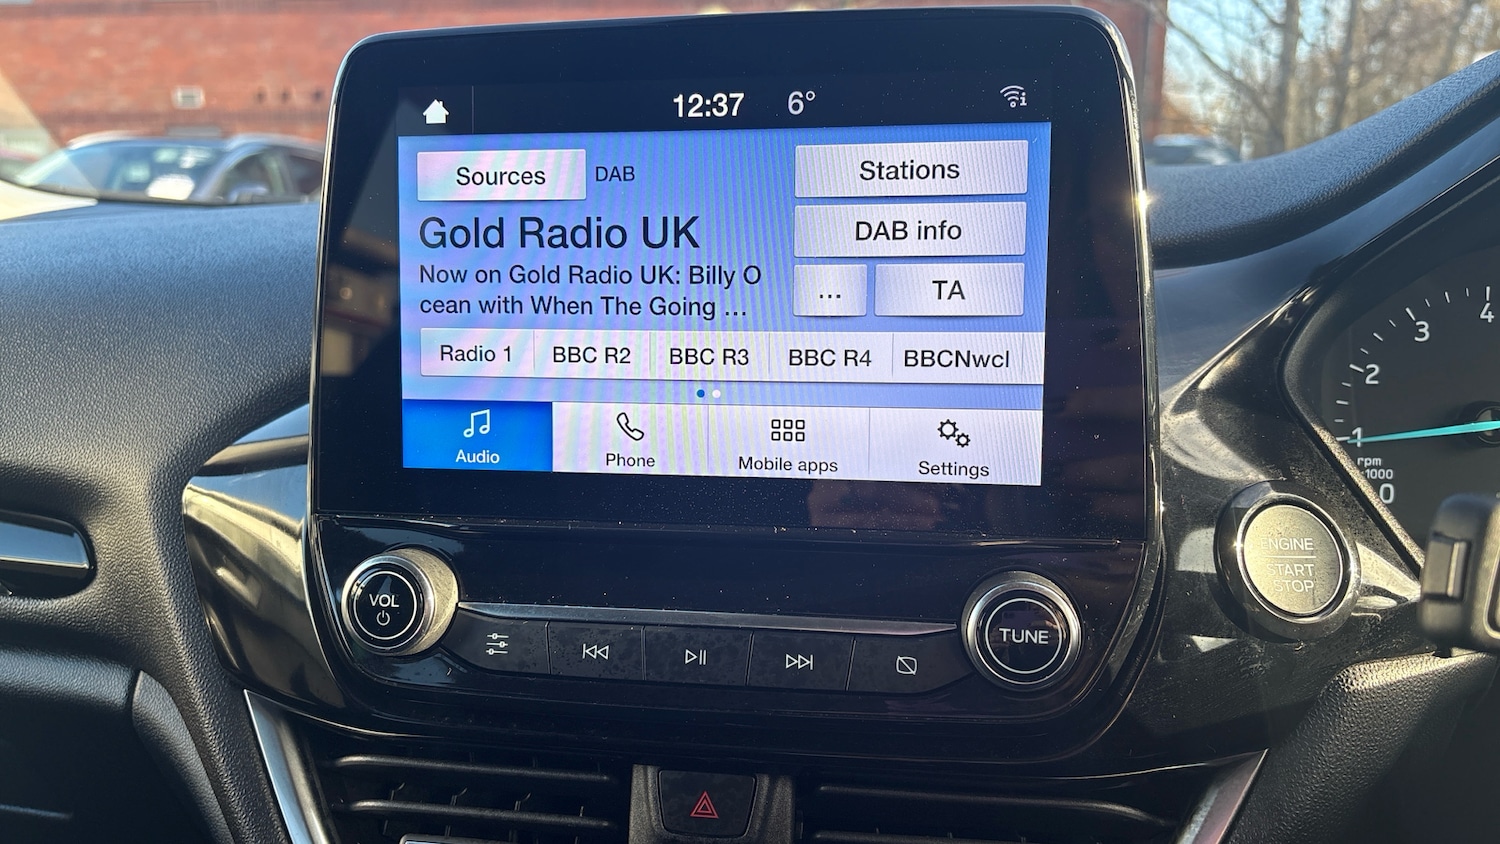 12:37 6°
Sources DAB Stations
Gold Radio UK
DAB info
Now on Gold Radio UK: Billy O
cean with When The Going ...
... TA
Radio 1 BBC R2 BBC R3 BBC R4 BBCNwcl
Audio Phone Mobile apps Settings
VOL
TUNE
ENGINE
START
STOP
4
3
2
1
rpm
x1000
0